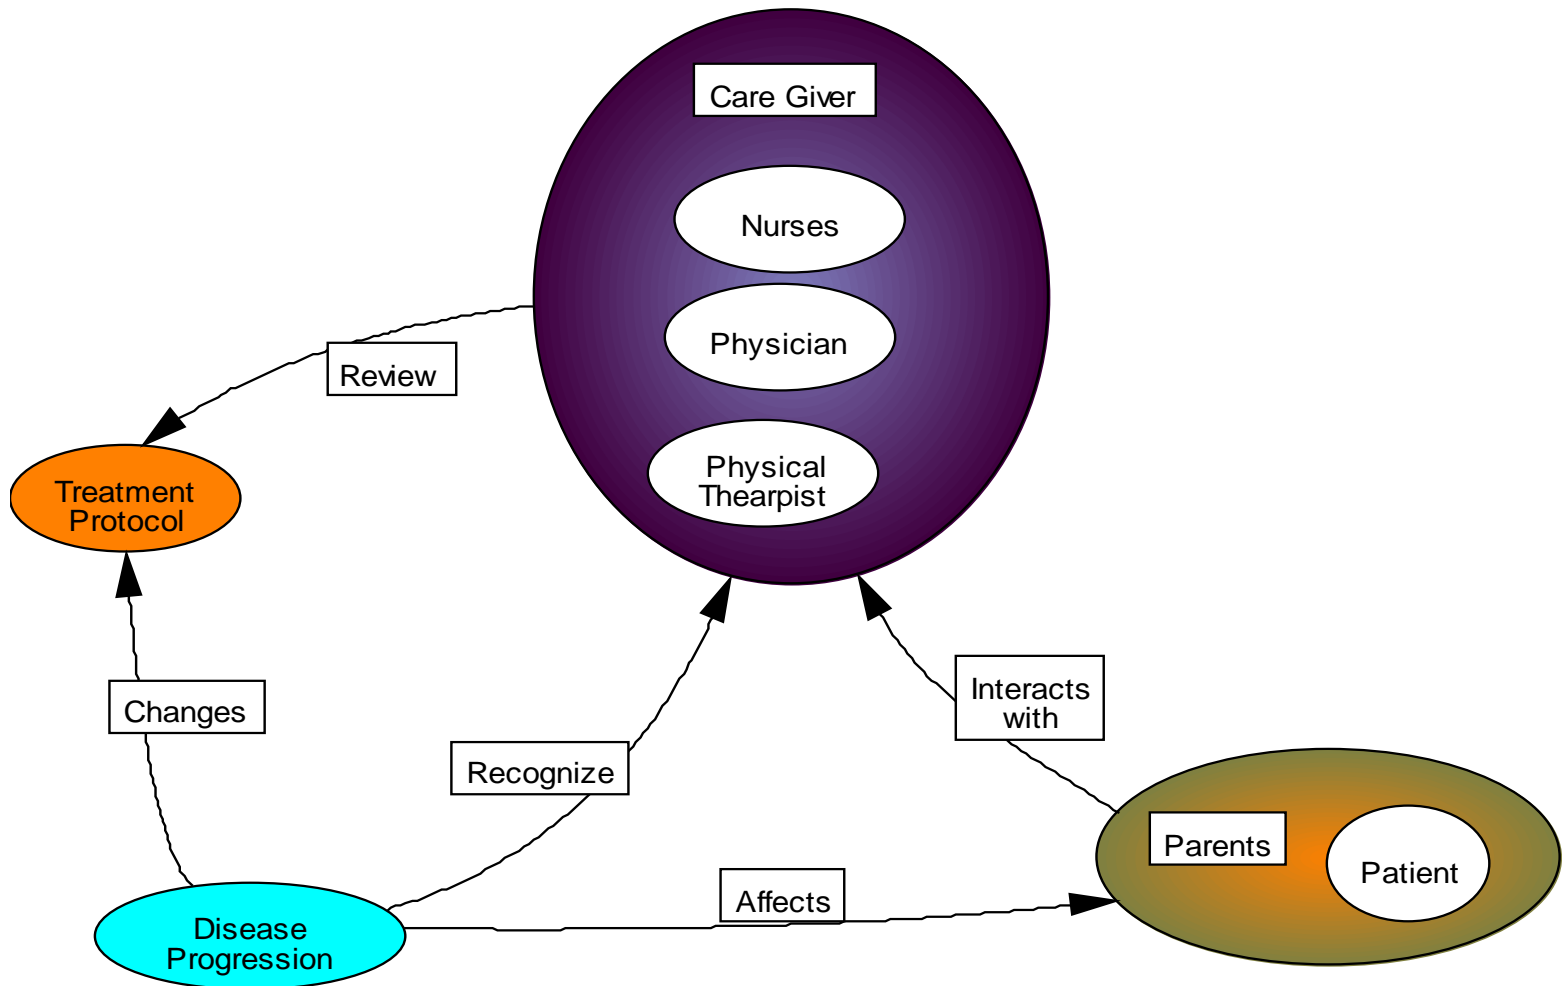 Care Giver
Nurses
Physician
Review
Physical
Thearpist
Treatment
Protocol
Interacts
with
Changes
Recognize
Parents
Patient
Affects
Disease
Progression